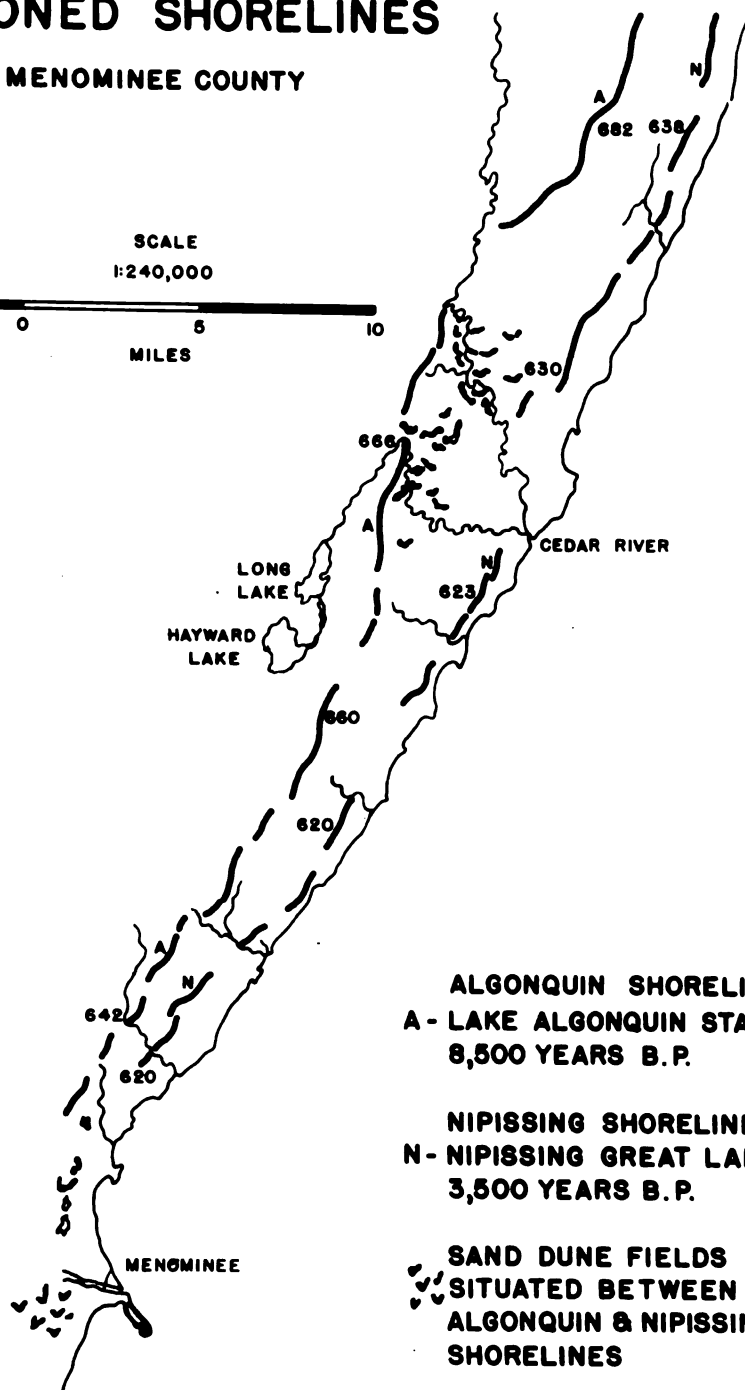 ONED SHORELINES
MENOMINEE COUNTY
N
A
682 638
SCALE
1:240,000
0 5 10
MILES
630
666
A
CEDAR RIVER
N
LONG
LAKE
623
HAYWARD
LAKE
660
620
A
N
642
620
ALGONQUIN SHORELI
A - LAKE ALGONQUIN STA
8,500 YEARS B.P.
NIPISSING SHORELIN
N - NIPISSING GREAT LA
3,500 YEARS B.P.
MENOMINEE
SAND DUNE FIELDS
SITUATED BETWEEN
ALGONQUIN & NIPISSIN
SHORELINES